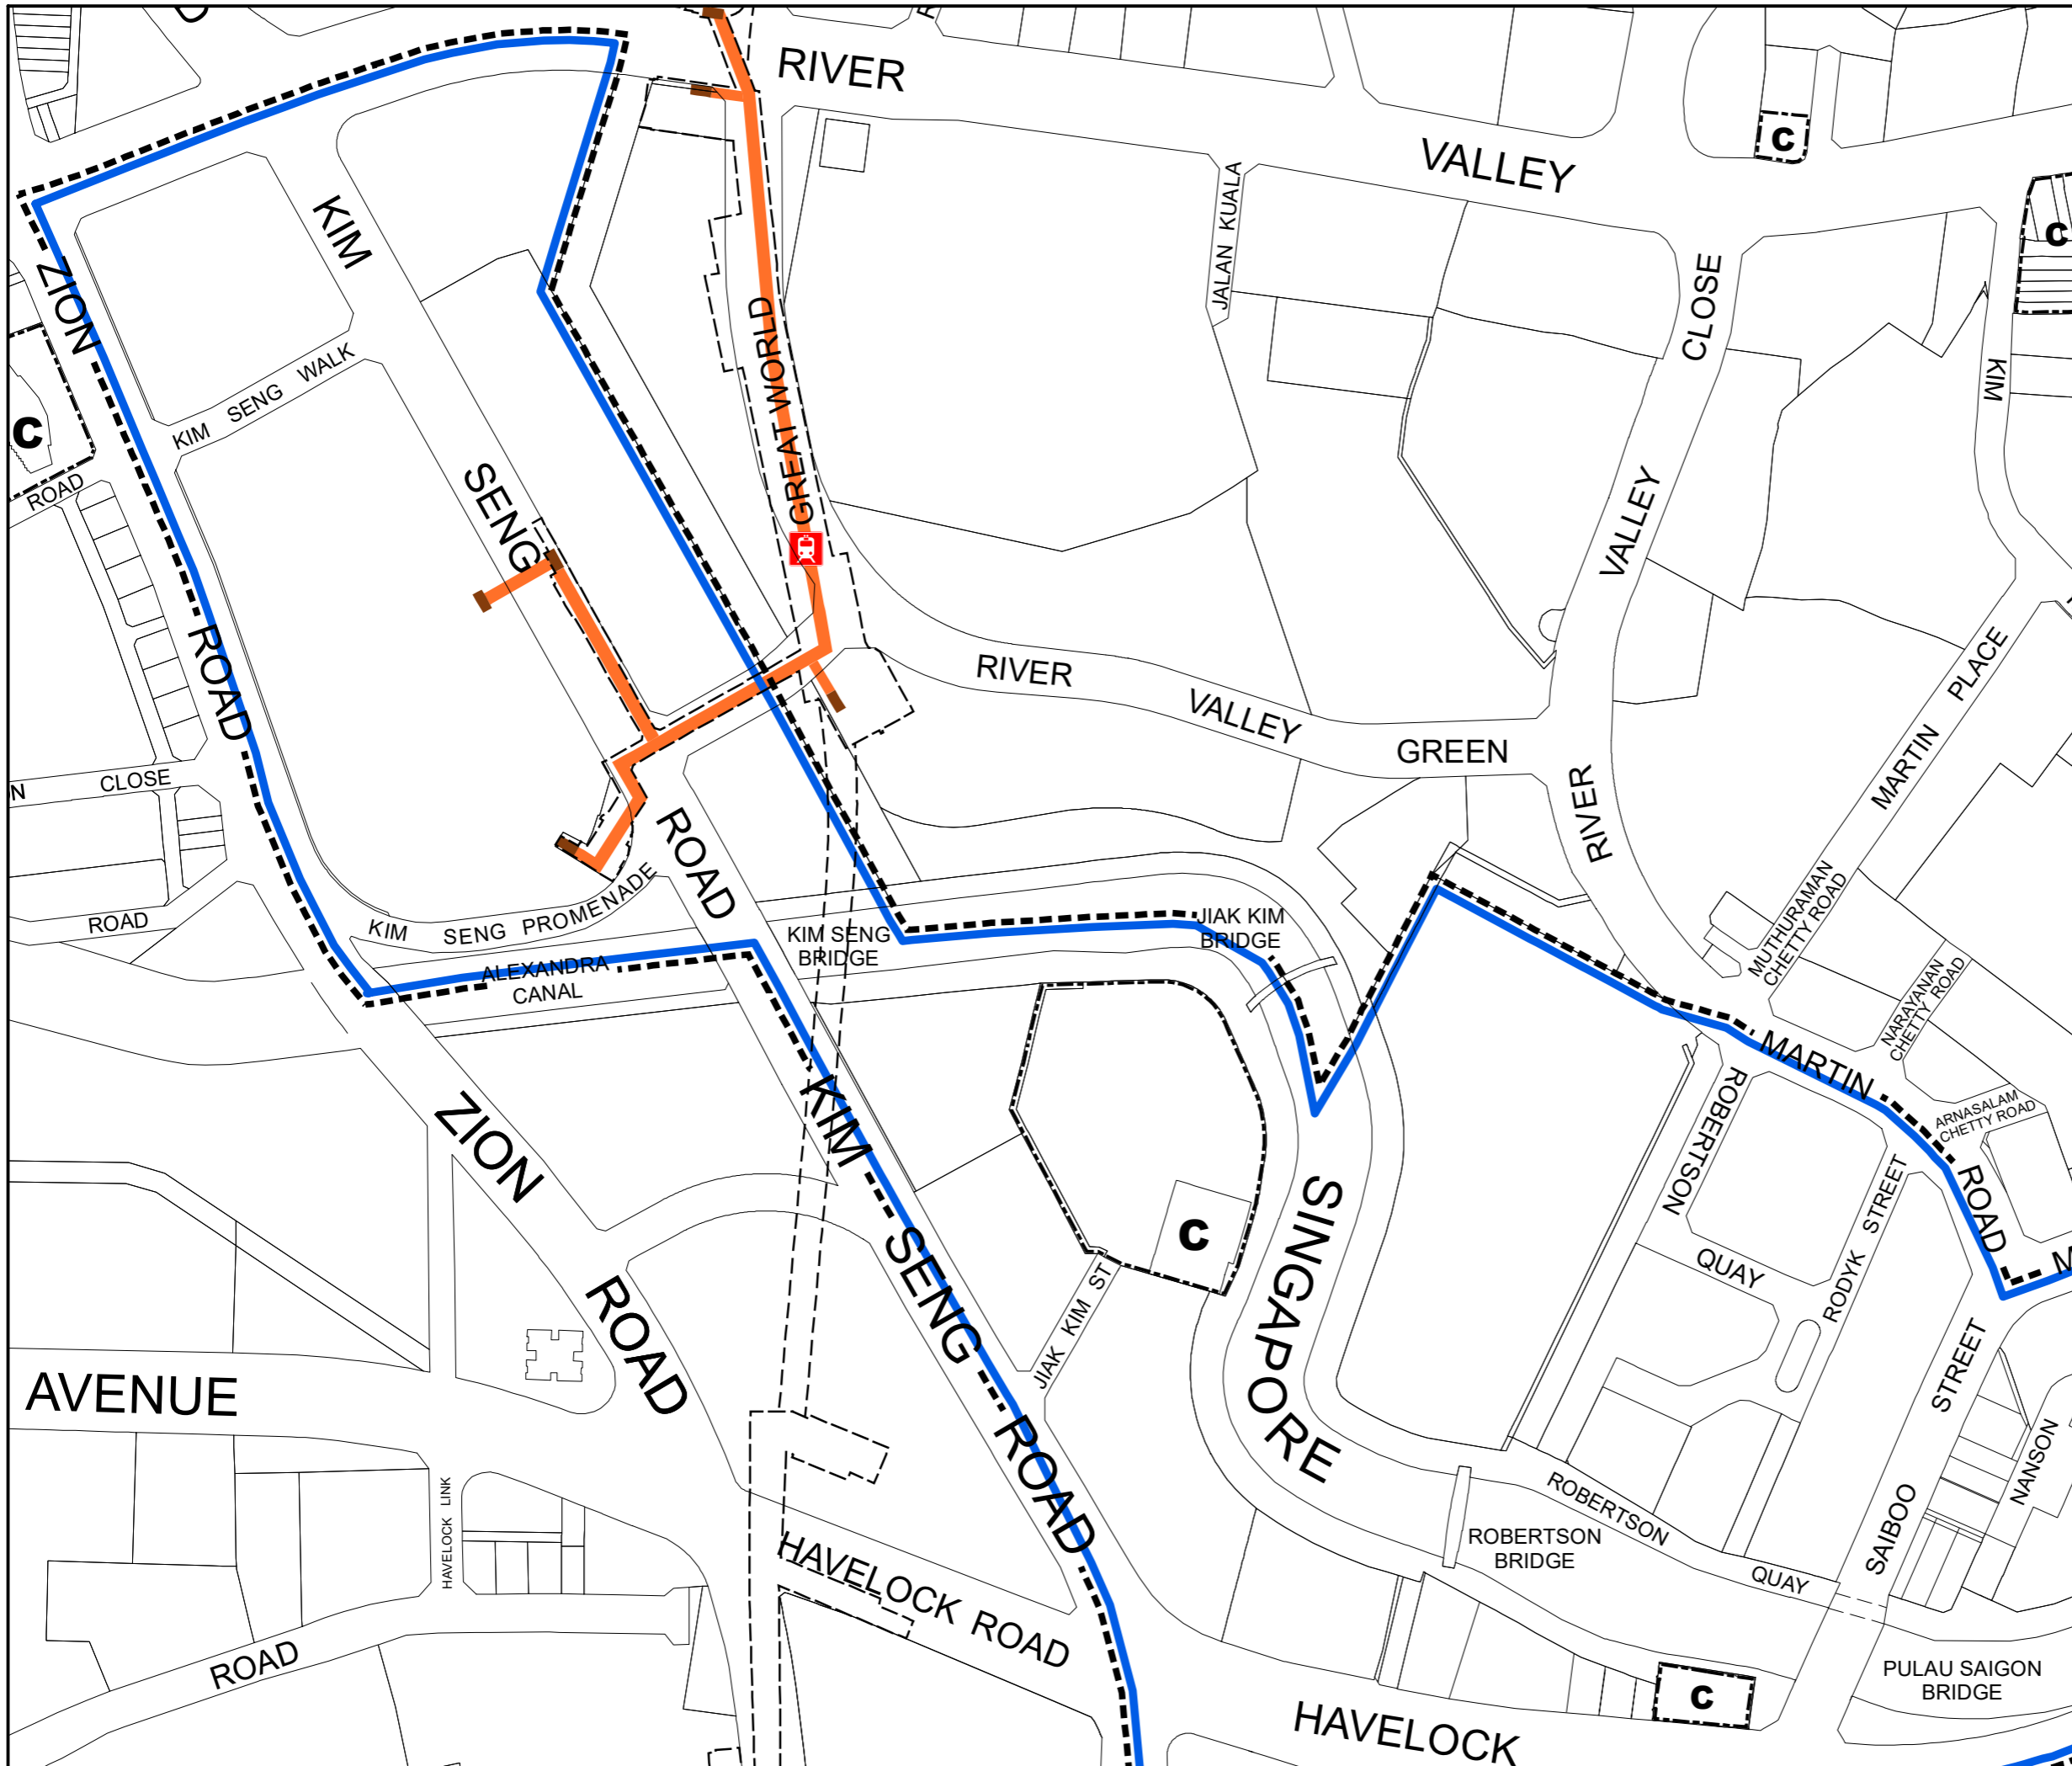 RIVER
VALLEY
C
C
JALAN KUALA
KIM
ZION
KIM SENG WALK
GREAT WORLD
CLOSE
KIM
C
ROAD
SENG
VALLEY
ROAD
RIVER
VALLEY
GREEN
MARTIN PLACE
CLOSE
RIVER
ROAD
ROAD
KIM SENG PROMENADE
KIM SENG
BRIDGE
JIAK KIM
BRIDGE
MUTHURAMAN
CHETTY ROAD
NARAYANAN
CHETTY ROAD
ALEXANDRA
CANAL
MARTIN
ROAD
ARNASALAM
CHETTY ROAD
ZION
ROAD
KIM
SENG
ROAD
C
JIAK KIM ST
SINGAPORE
ROBERTSON
QUAY
RODYK STREET
AVENUE
HAVELOCK LINK
SAIBOO STREET
NANSON
ROBERTSON
QUAY
ROBERTSON
BRIDGE
HAVELOCK ROAD
ROAD
C
PULAU SAIGON
BRIDGE
HAVELOCK